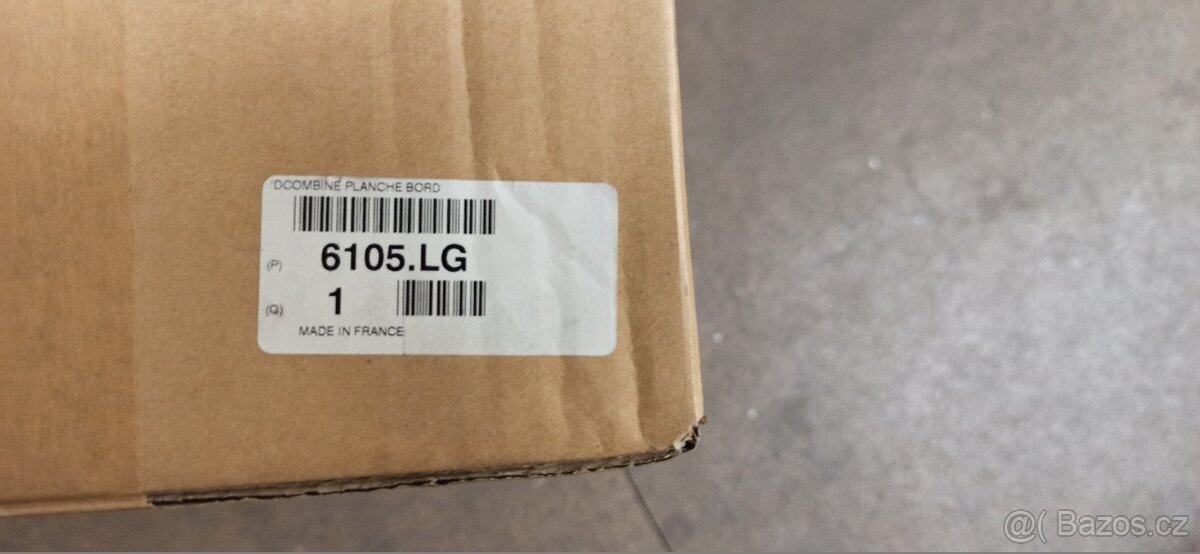 DCOMBINE PLANCHE BORD
(P) 6105.LG
(Q) 1
MADE IN FRANCE
@( Bazos.cz